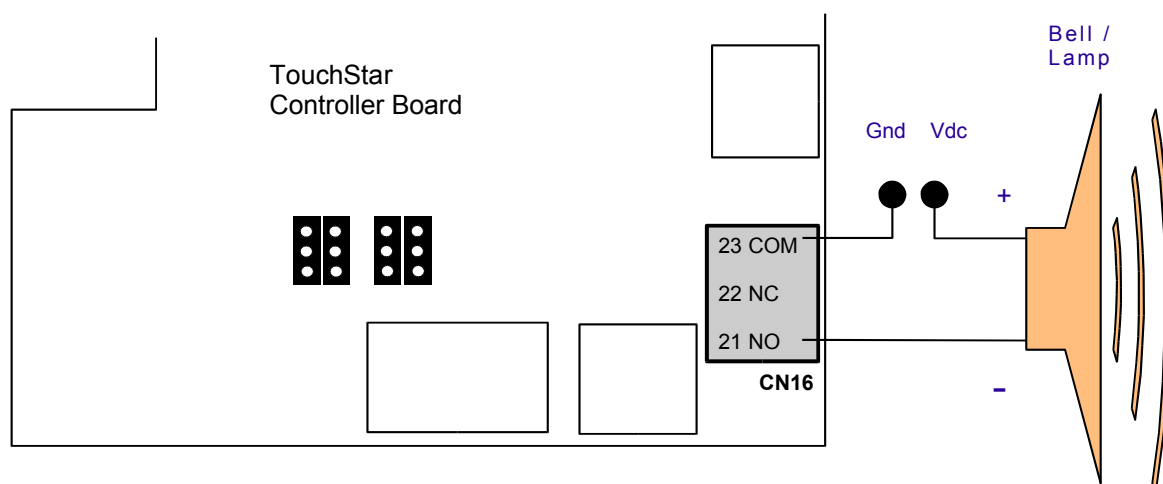 TouchStar
Controller Board
Bell /
Lamp
Gnd Vdc
+
23 COM
22 NC
21 NO
CN16
-